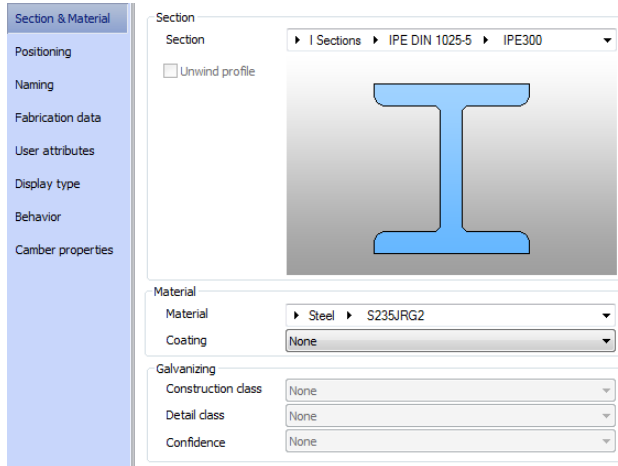 Section & Material
Positioning
Naming
Fabrication data
User attributes
Display type
Behavior
Camber properties
Section
Section I Sections IPE DIN 1025-5 IPE300
Unwind profile
Material
Material Steel S235JRG2
Coating None
Galvanizing
Construction class None
Detail class None
Confidence None